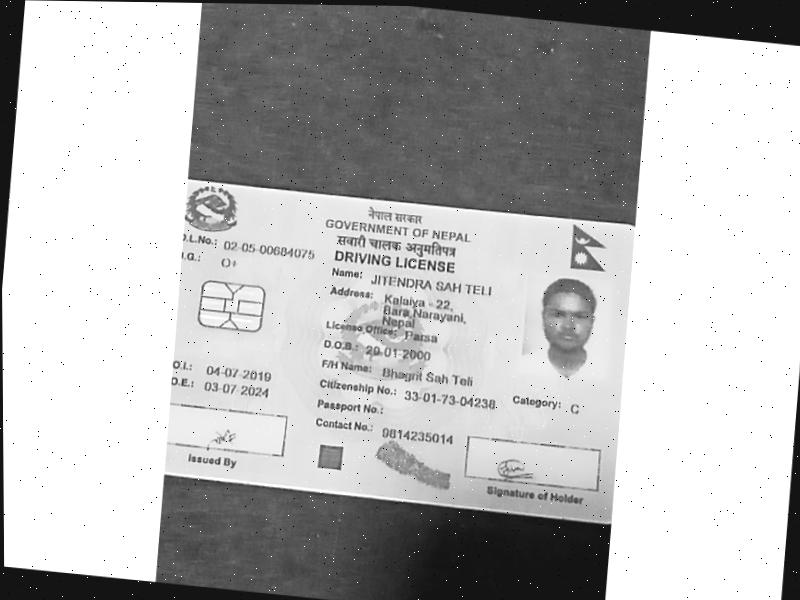 नेपाल सरकार
GOVERNMENT OF NEPAL
सवारी चालक अनुमतिपत्र
DRIVING LICENSE
D.L.No.: 02-05-00684075
B.G.: O+
Name: JITENDRA SAH TELI
Address: Kalaiya - 22,
Bara,Narayani,
Nepal
License Office: Parsa
D.O.B.: 20-01-2000
F/H Name: Bhagrit Sah Teli
Citizenship No.: 33-01-73-04238
Category: C
Passport No.:
Contact No.: 9814235014
D.O.I.: 04-07-2019
D.O.E.: 03-07-2024
Issued By
Signature of Holder